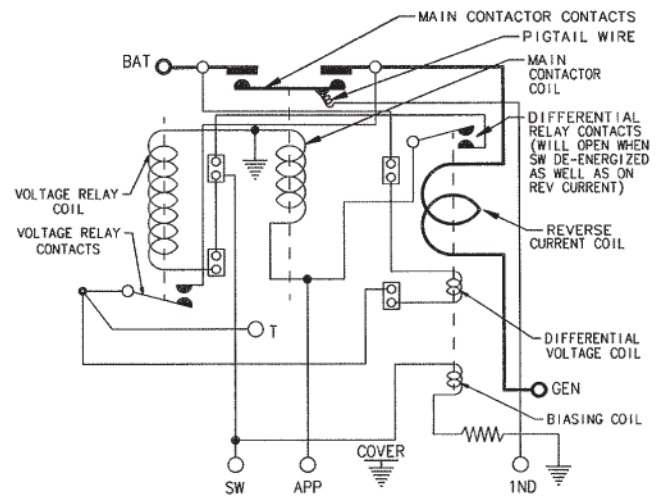 MAIN CONTACTOR CONTACTS
PIGTAIL WIRE
BAT
MAIN
CONTACTOR
COIL
DIFFERENTIAL
RELAY CONTACTS
(WILL OPEN WHEN
SW DE-ENERGIZED
AS WELL AS ON
REV CURRENT)
VOLTAGE RELAY
COIL
VOLTAGE RELAY
CONTACTS
REVERSE
CURRENT COIL
T
DIFFERENTIAL
VOLTAGE COIL
GEN
BIASING COIL
COVER
SW
APP
1ND